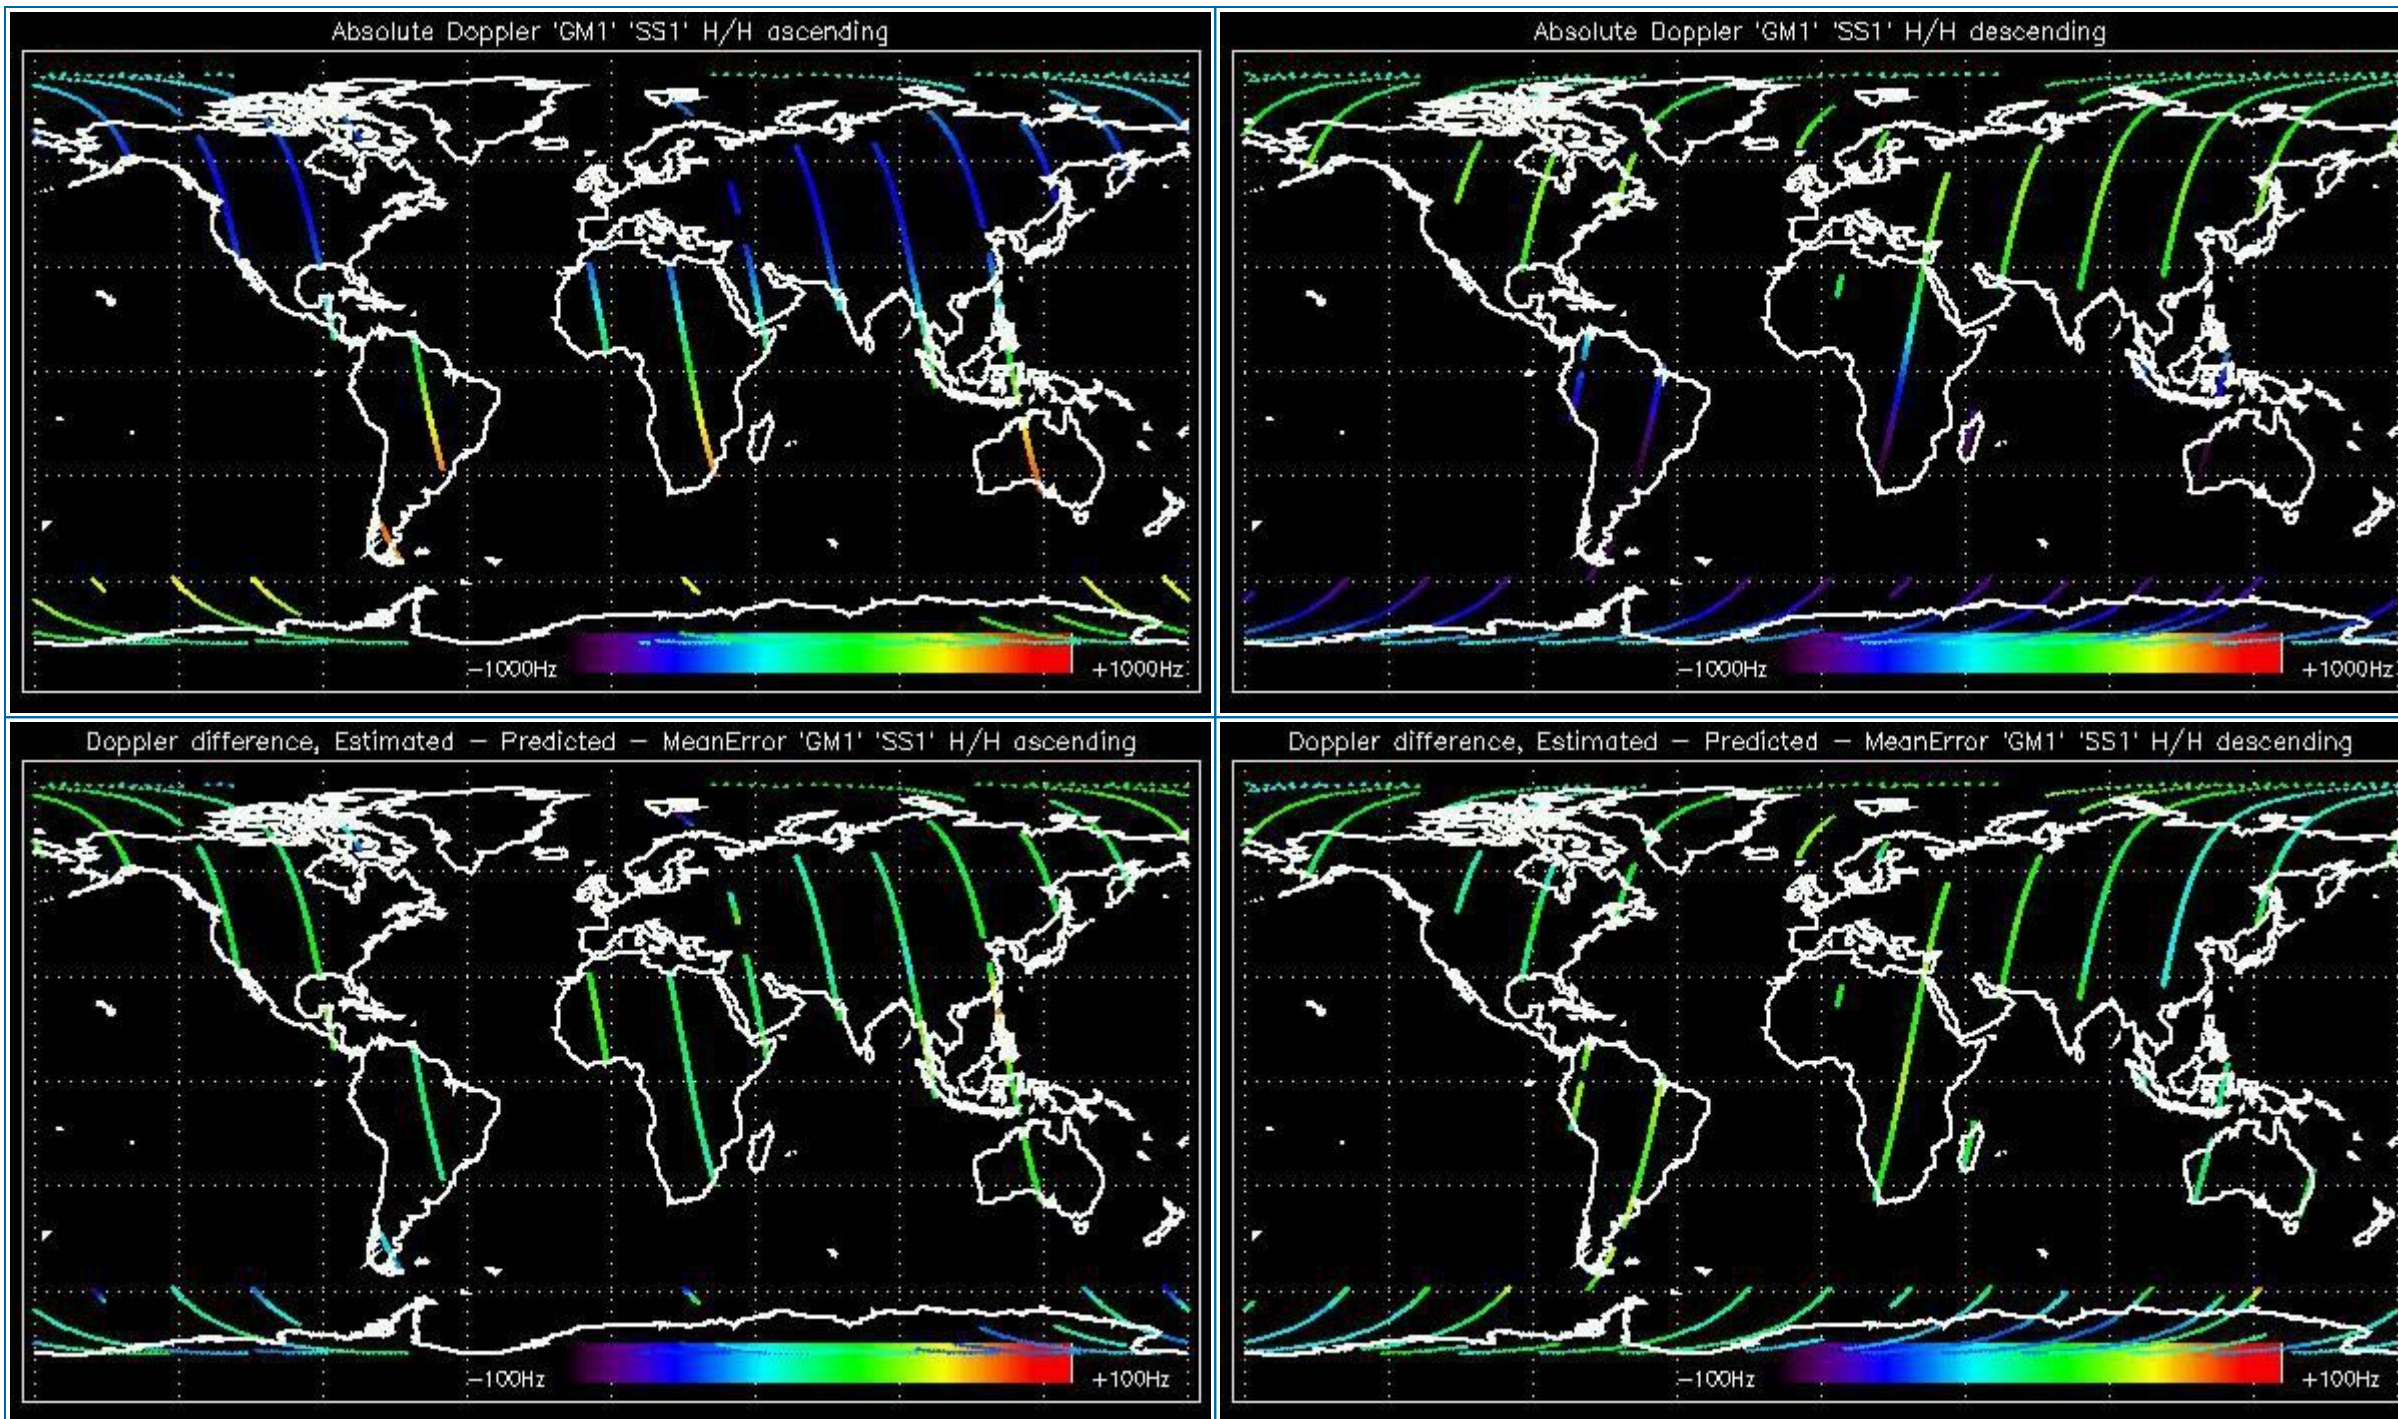 Absolute Doppler 'GM1' 'SS1' H/H ascending
−1000Hz
+1000Hz
Absolute Doppler 'GM1' 'SS1' H/H descending
−1000Hz
+1000Hz
Doppler difference, Estimated − Predicted − MeanError 'GM1' 'SS1' H/H ascending
−100Hz
+100Hz
Doppler difference, Estimated − Predicted − MeanError 'GM1' 'SS1' H/H descending
−100Hz
+100Hz